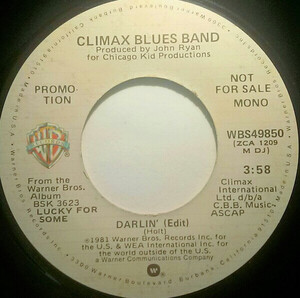 CLIMAX BLUES BAND
Produced by John Ryan
for Chicago Kid Productions
PROMO-
TION
NOT
FOR SALE
MONO
WBS49850
(ZCA 1209
M DJ)
3:58
From the
Warner Bros.
Album
BSK 3623
LUCKY FOR
SOME
Climax
International
Ltd. d/b/a
C.B.B. Music-
ASCAP
DARLIN' (Edit)
(Holt)
©1981 Warner Bros. Records Inc. for
the U.S. & WEA International Inc. for
the world outside of the U.S.
a Warner Communications Company